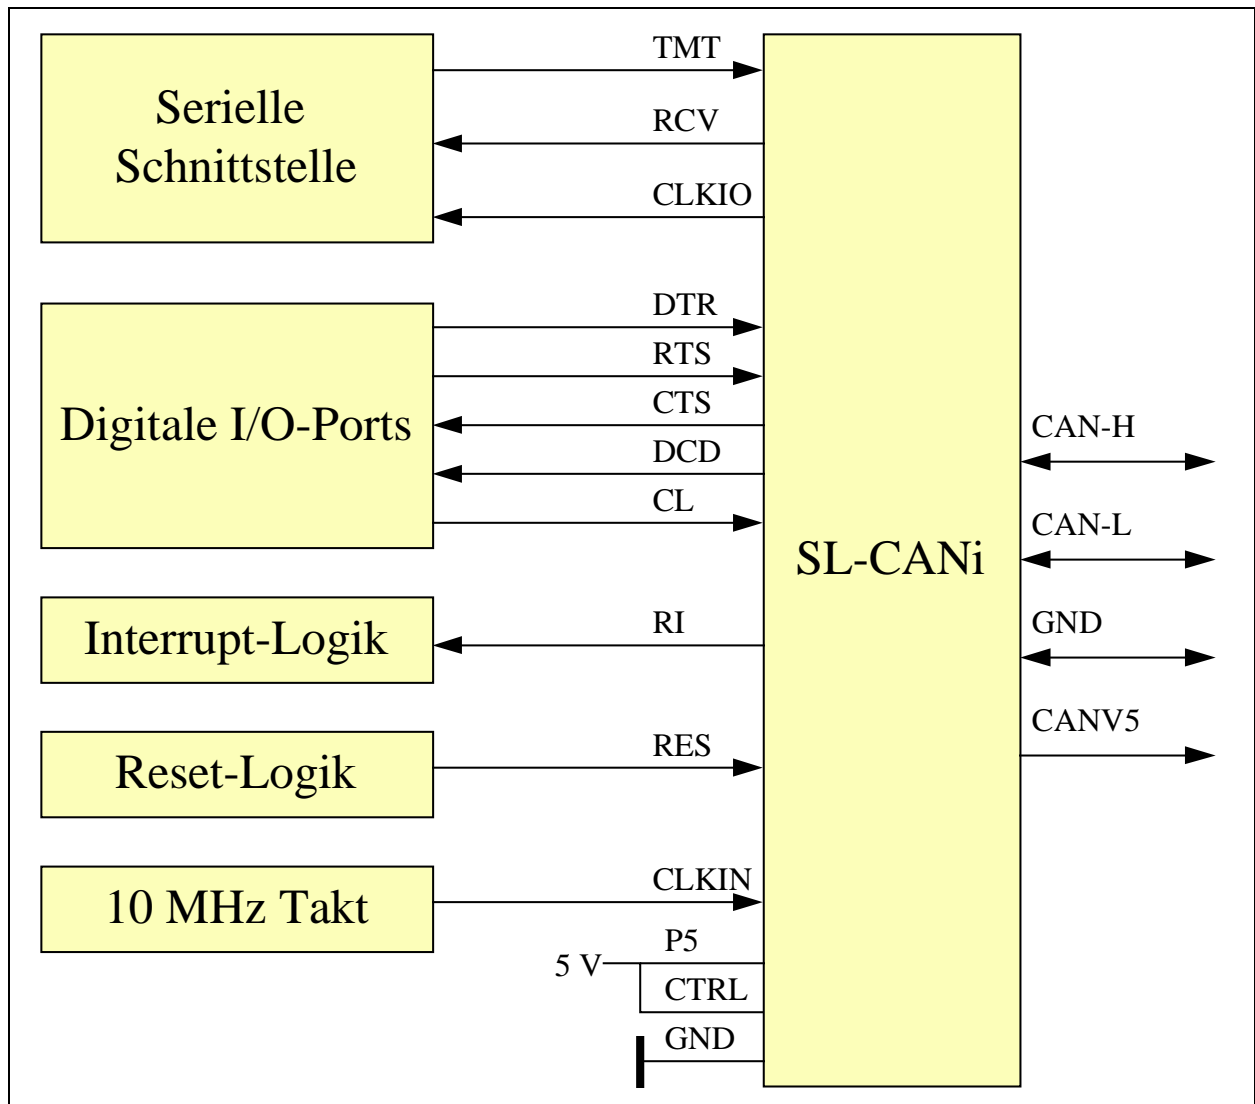 Serielle
Schnittstelle
TMT
RCV
CLKIO
Digitale I/O-Ports
DTR
RTS
CTS
DCD
CL
Interrupt-Logik
RI
Reset-Logik
RES
10 MHz Takt
CLKIN
5 V
P5
CTRL
GND
SL-CANi
CAN-H
CAN-L
GND
CANV5